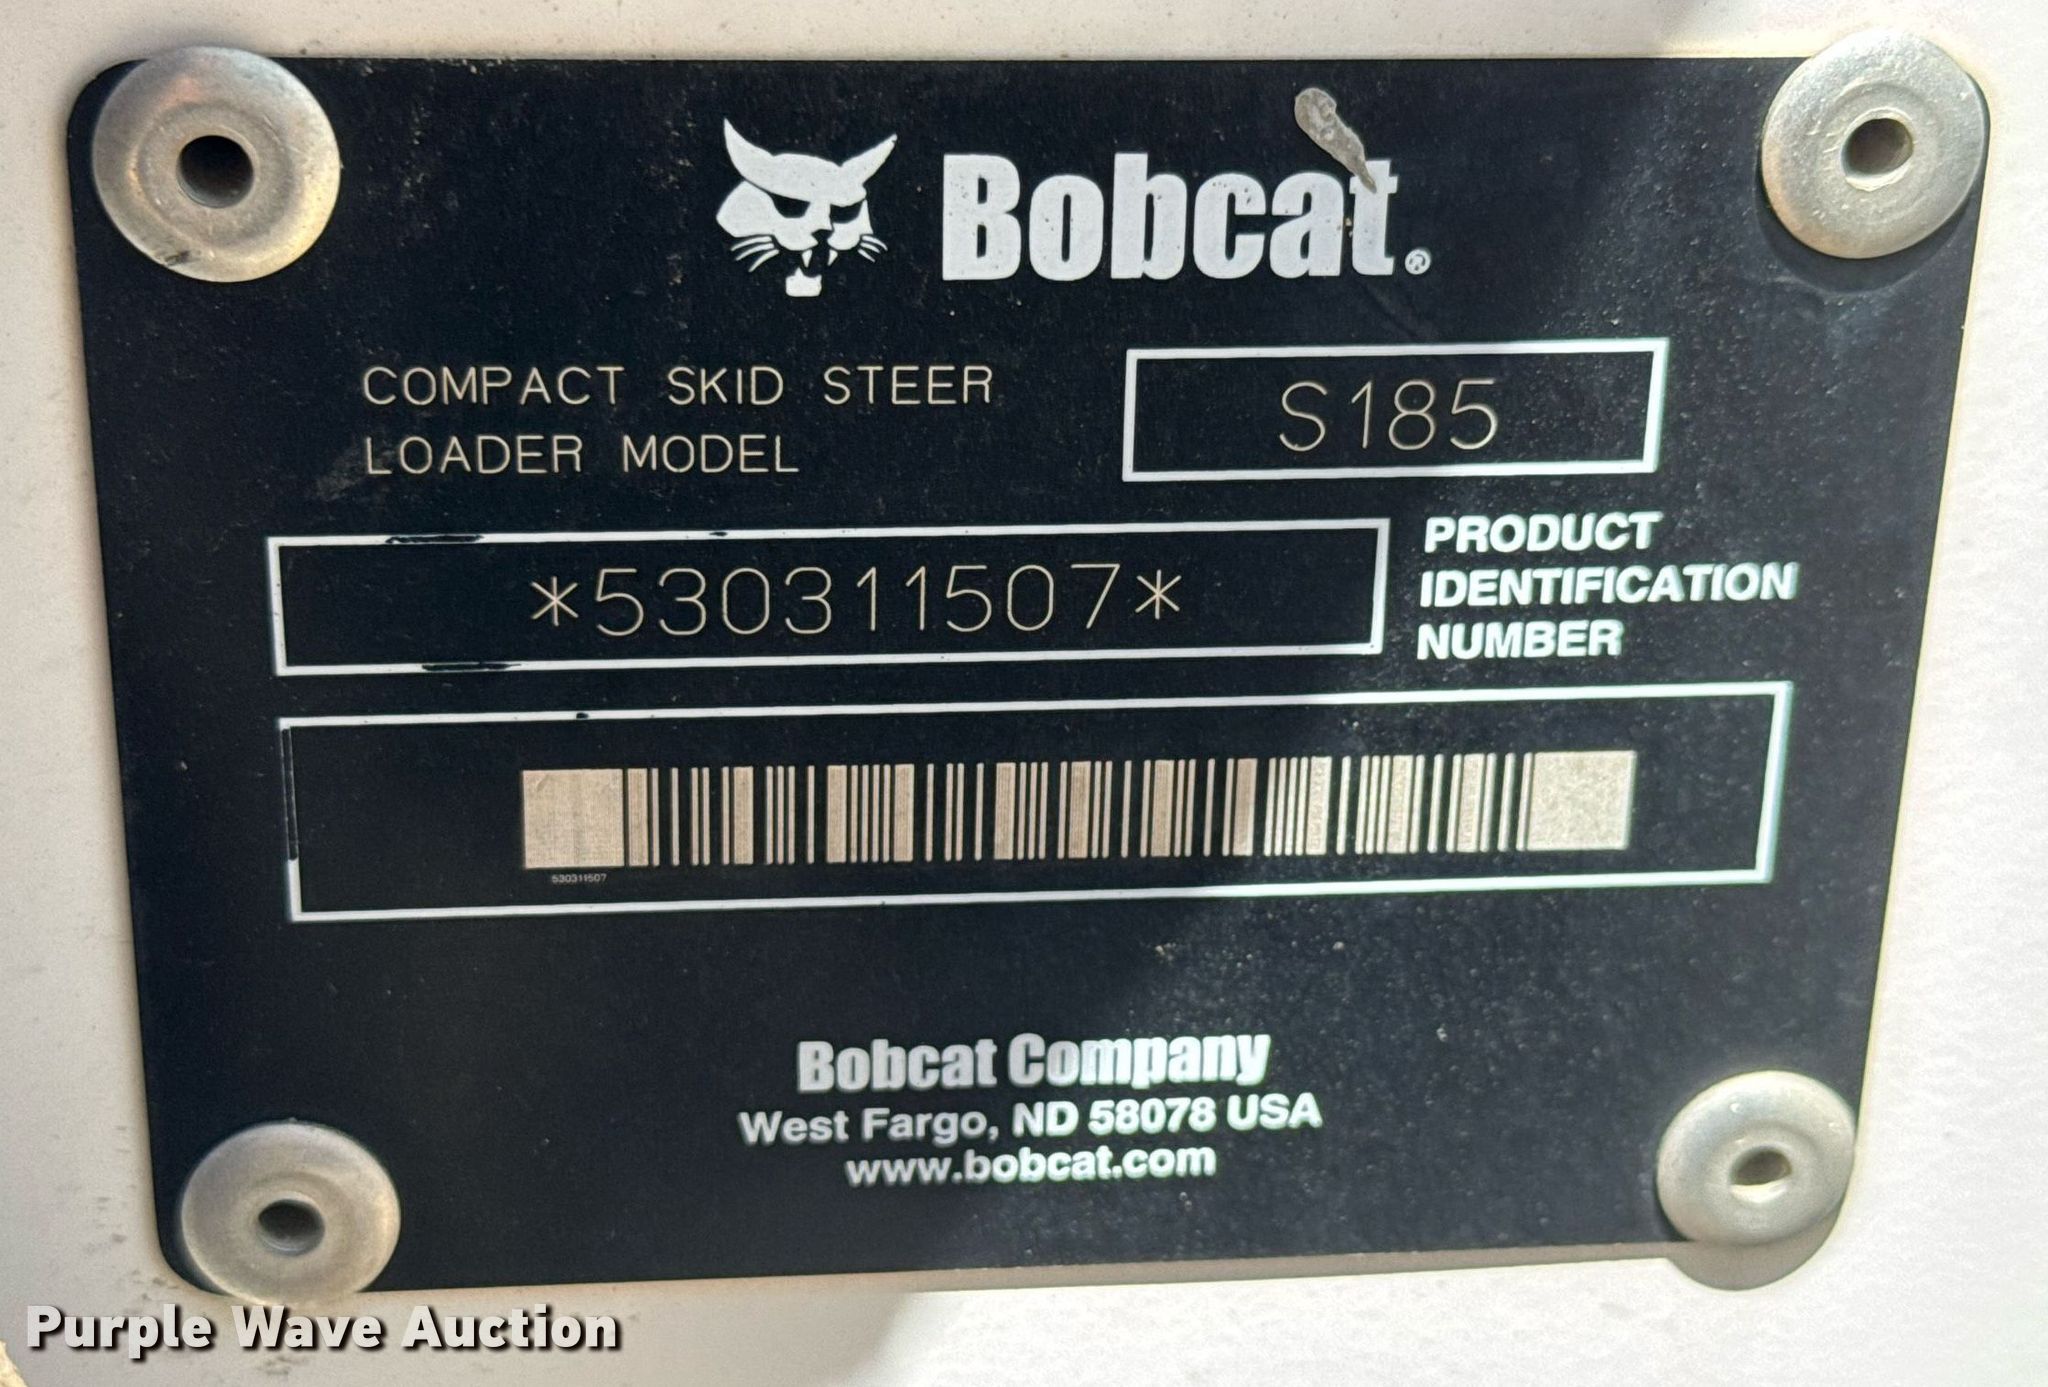 Bobcat®
COMPACT SKID STEER
LOADER MODEL
S185
*530311507*
PRODUCT
IDENTIFICATION
NUMBER
530311507
Bobcat Company
West Fargo, ND 58078 USA
www.bobcat.com
Purple Wave Auction